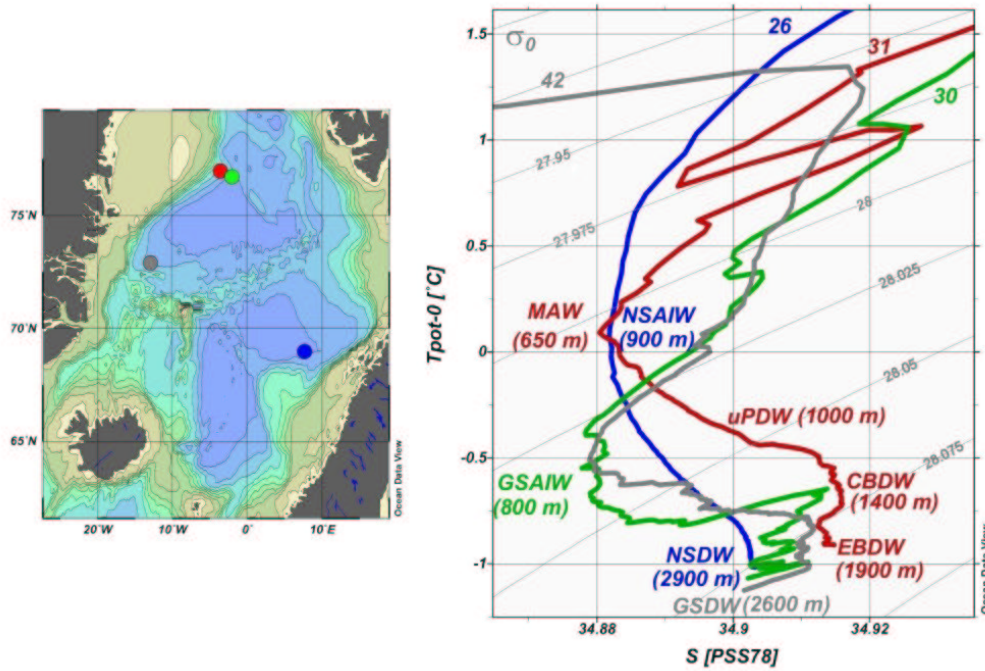 75˚N
70˚N
65˚N
20˚W
10˚W
0˚
10˚E
Ocean Data View
σ0
26
31
30
42
27.95
27.975
28
28.025
28.05
28.075
1.5
1
0.5
0
-0.5
-1
Tpot-0 [˚C]
MAW
(650 m)
NSAIW
(900 m)
uPDW (1000 m)
GSAIW
(800 m)
CBDW
(1400 m)
NSDW
(2900 m)
EBDW
(1900 m)
GSDW (2600 m)
34.88
34.9
34.92
S [PSS78]
Ocean Data View